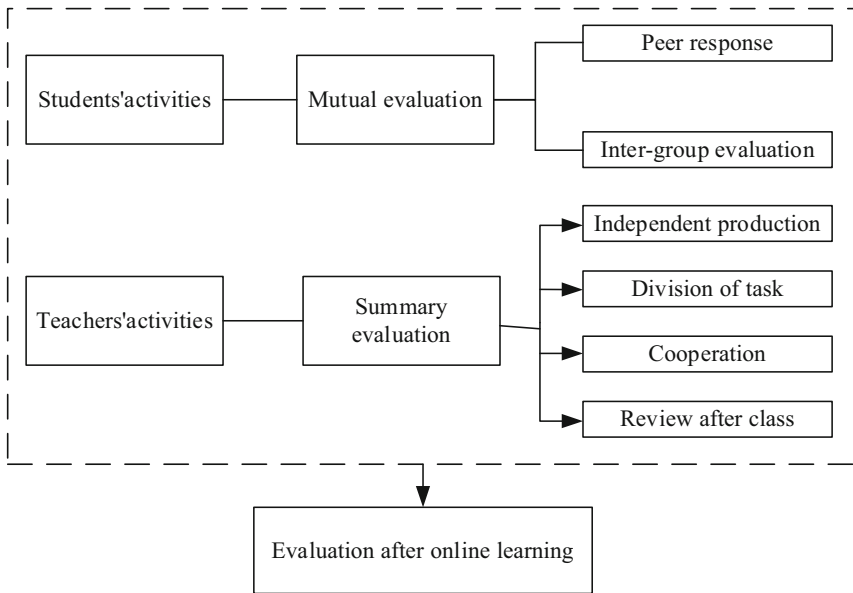 Students'activities
Mutual evaluation
Peer response
Inter-group evaluation
Teachers'activities
Summary
evaluation
Independent production
Division of task
Cooperation
Review after class
Evaluation after online learning